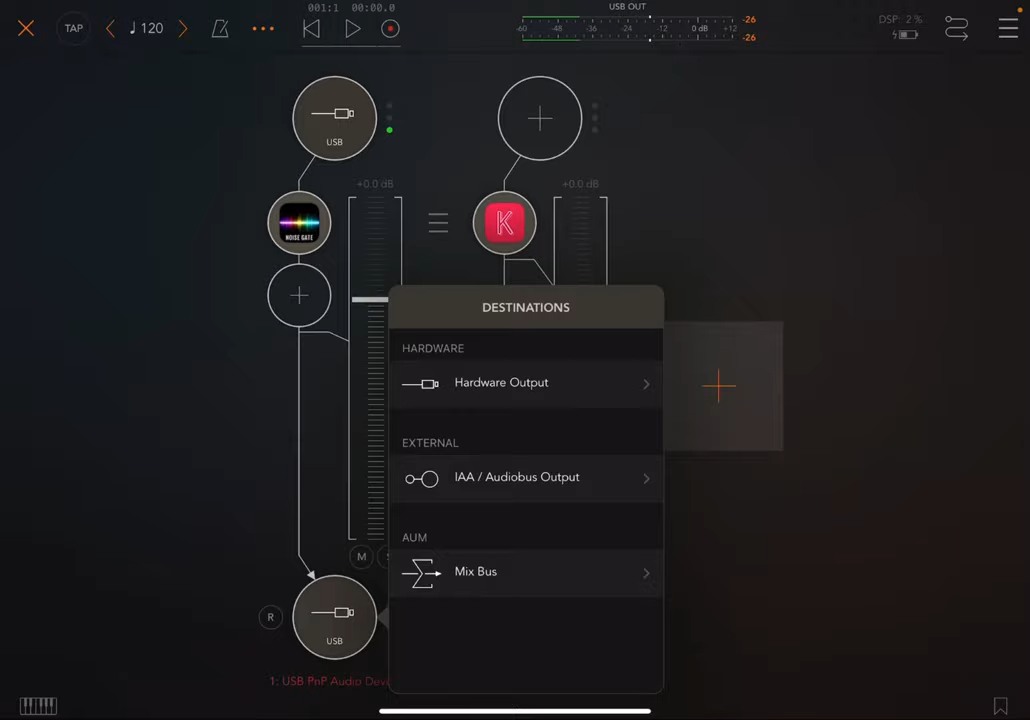 001:1 00:00.0
USB OUT
TAP
120
-60 -48 -36 -24 -12 0 dB +12
-26
-26
DSP: 2 %
USB
+0.0 dB
+0.0 dB
NOISE GATE
K
DESTINATIONS
HARDWARE
Hardware Output
EXTERNAL
IAA / Audiobus Output
AUM
Mix Bus
M
R
USB
1: USB PnP Audio Devi